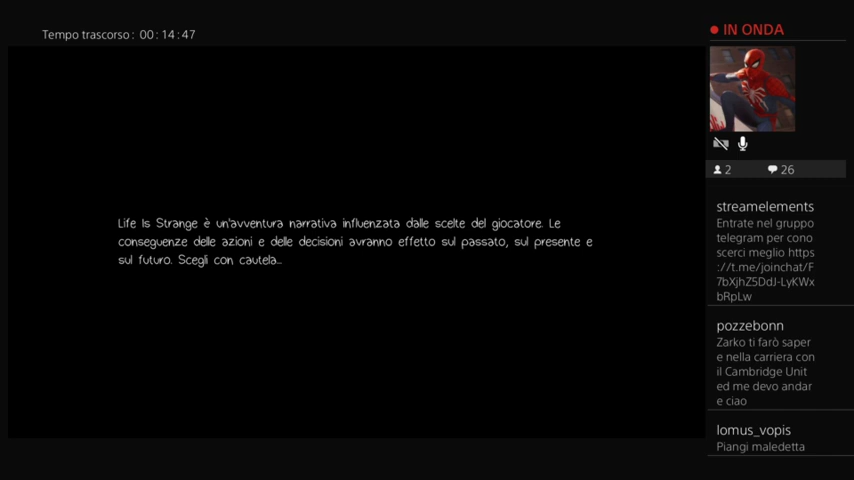 Tempo trascorso: 00:14:47
IN ONDA
2 26
Life Is Strange è un'avventura narrativa influenzata dalle scelte del giocatore. Le
conseguenze delle azioni e delle decisioni avranno effetto sul passato, sul presente e
sul futuro. Scegli con cautela...
streamelements
Entrate nel gruppo
telegram per cono
scerci meglio https
://t.me/joinchat/F
7bXjhZ5DdJ-LyKWx
bRpLw
pozzebonn
Zarko ti farò saper
e nella carriera con
il Cambridge Unit
ed me devo andar
e ciao
lomus_vopis
Piangi maledetta